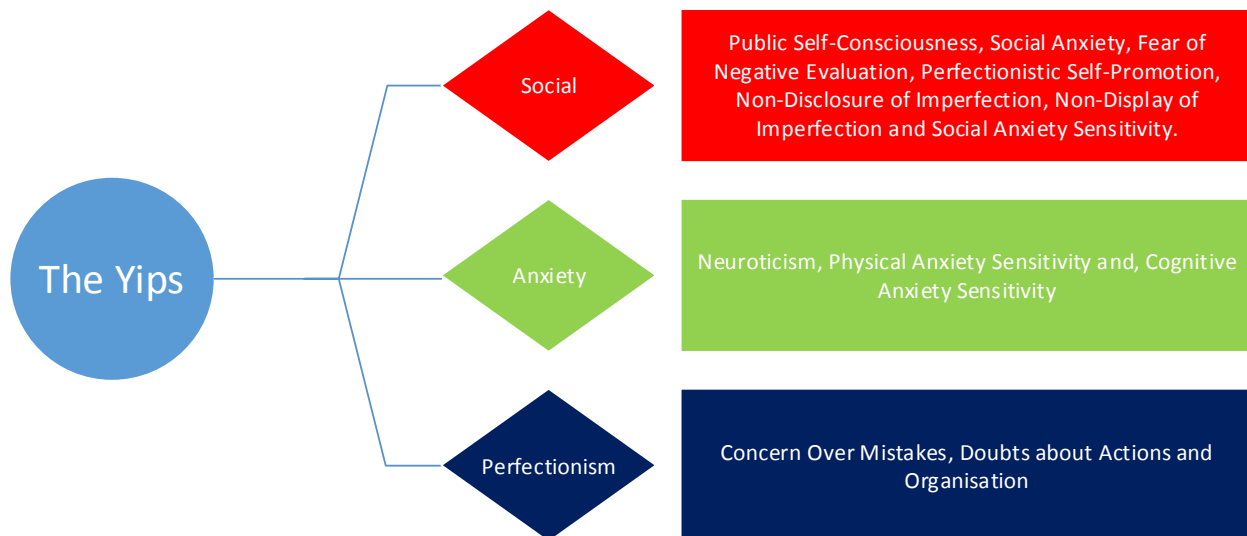 The Yips
Social
Public Self-Consciousness, Social Anxiety, Fear of
Negative Evaluation, Perfectionistic Self-Promotion,
Non-Disclosure of Imperfection, Non-Display of
Imperfection and Social Anxiety Sensitivity.
Anxiety
Neuroticism, Physical Anxiety Sensitivity and, Cognitive
Anxiety Sensitivity
Perfectionism
Concern Over Mistakes, Doubts about Actions and
Organisation